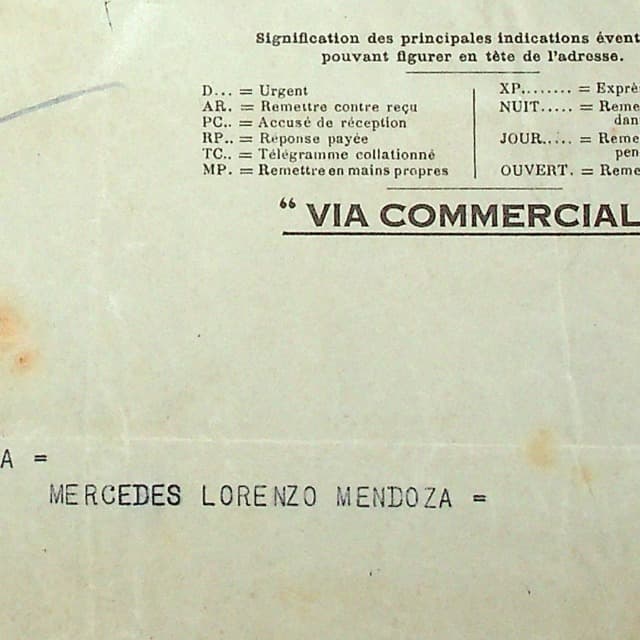 Signification des principales indications évent
pouvant figurer en tête de l'adresse.
D... = Urgent
AR. = Remettre contre reçu
PC.. = Accusé de réception
RP.. = Réponse payée
TC.. = Télégramme collationné
MP. = Remettre en mains propres
XP........ = Exprè
NUIT..... = Reme
dan
JOUR..... = Reme
pen
OUVERT. = Reme
“ VIA COMMERCIAL
A =
MERCEDES LORENZO MENDOZA =